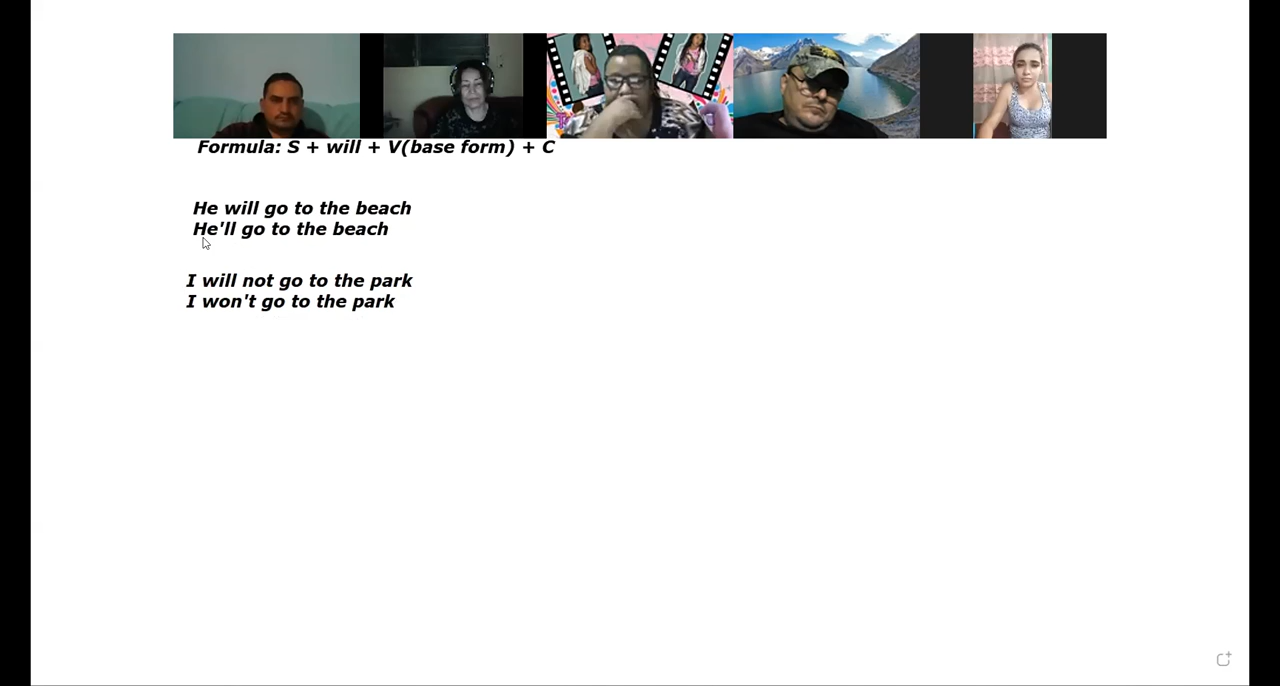 Formula: S + will + V(base form) + C
He will go to the beach
He'll go to the beach
I will not go to the park
I won't go to the park